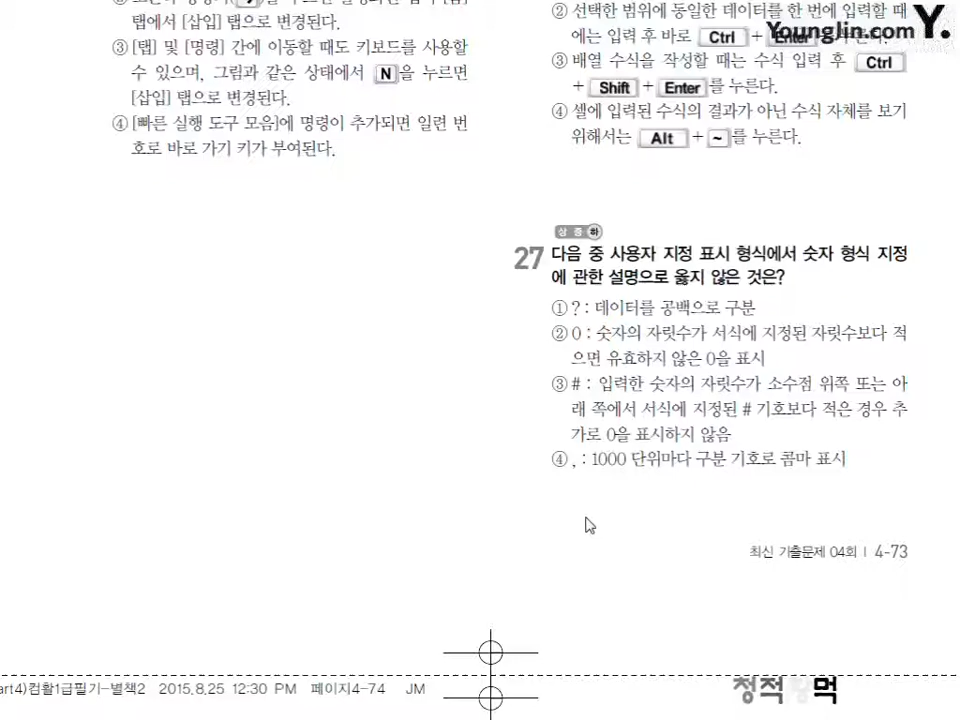 탭에서 [삽입] 탭으로 변경된다.
③ [탭] 및 [명령] 간에 이동할 때도 키보드를 사용할
수 있으며, 그림과 같은 상태에서 N을 누르면
[삽입] 탭으로 변경된다.
④ [빠른 실행 도구 모음]에 명령이 추가되면 일련 번
호로 바로 가기 키가 부여된다.
② 선택한 범위에 동일한 데이터를 한 번에 입력할 때
에는 입력 후 바로 Ctrl + Enter
Younglin.com Y.
③ 배열 수식을 작성할 때는 수식 입력 후 Ctrl
+ Shift + Enter를 누른다.
④ 셀에 입력된 수식의 결과가 아닌 수식 자체를 보기
위해서는 Alt + ~를 누른다.
상 중 하
27 다음 중 사용자 지정 표시 형식에서 숫자 형식 지정
에 관한 설명으로 옳지 않은 것은?
① ? : 데이터를 공백으로 구분
② 0 : 숫자의 자릿수가 서식에 지정된 자릿수보다 적
으면 유효하지 않은 0을 표시
③ # : 입력한 숫자의 자릿수가 소수점 위쪽 또는 아
래 쪽에서 서식에 지정된 # 기호보다 적은 경우 추
가로 0을 표시하지 않음
④ , : 1000 단위마다 구분 기호로 콤마 표시
최신 기출문제 04회 | 4-73
art4)컴활1급필기-별책2 2015.8.25 12:30 PM 페이지4-74 JM
청적황먹